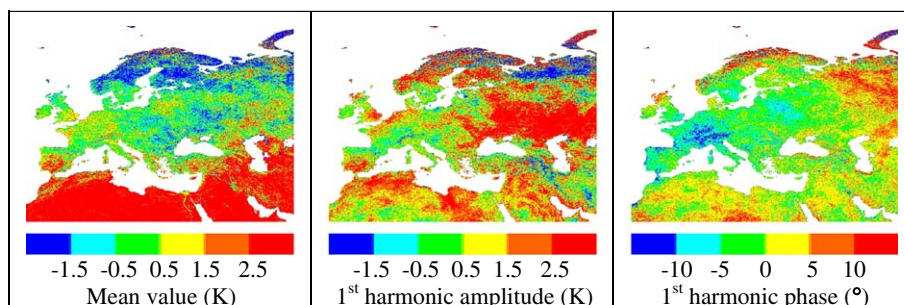 -1.5 -0.5 0.5 1.5 2.5
Mean value (K)
-1.5 -0.5 0.5 1.5 2.5
1st harmonic amplitude (K)
-10 -5 0 5 10
1st harmonic phase (°)